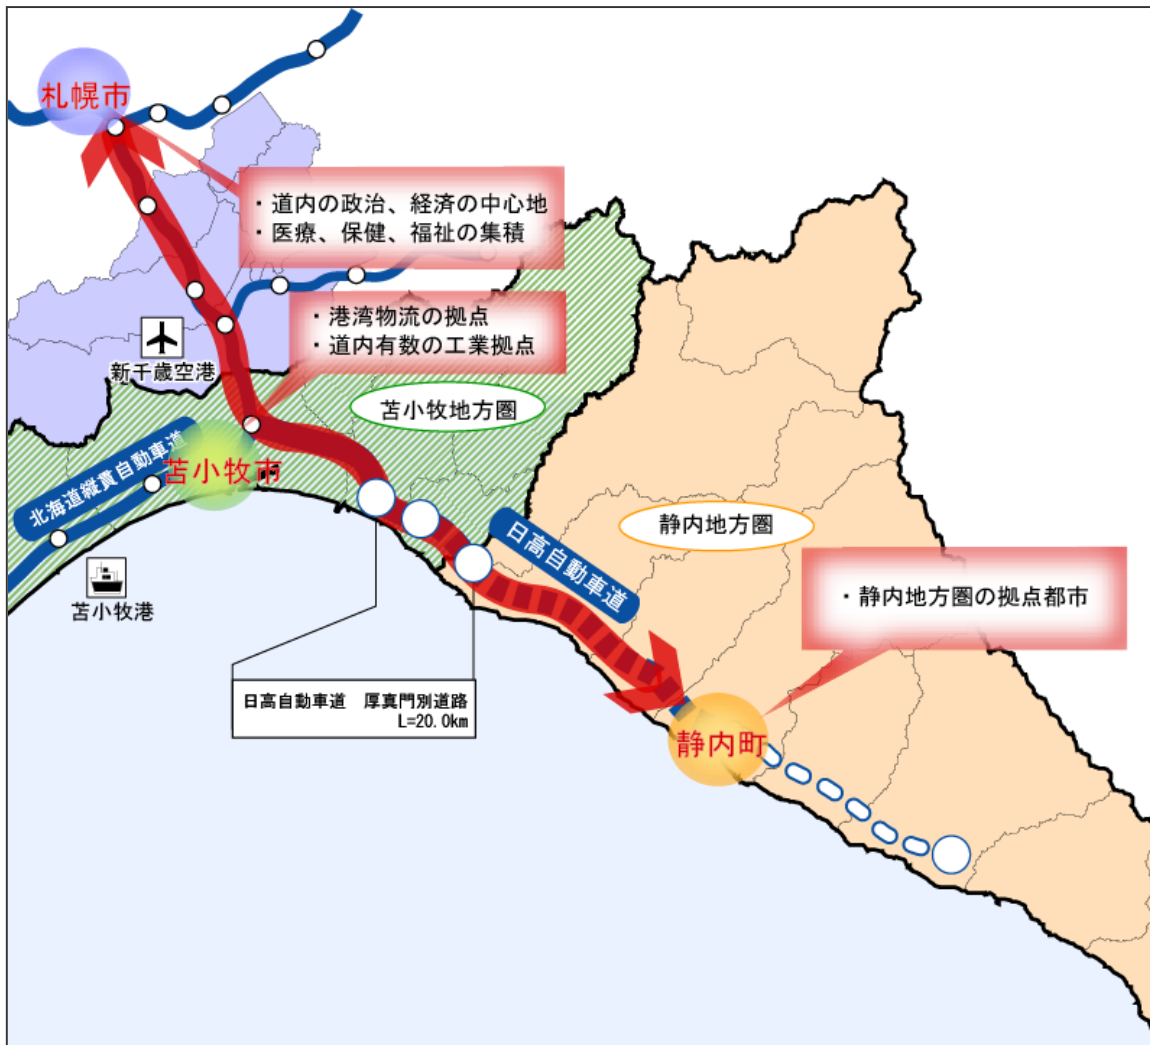 札幌市
・道内の政治、経済の中心地
・医療、保健、福祉の集積
・港湾物流の拠点
・道内有数の工業拠点
新千歳空港
苫小牧地方圏
北海道縦貫自動車道
苫小牧市
苫小牧港
日高自動車道
静内地方圏
・静内地方圏の拠点都市
日高自動車道　厚真門別道路
L=20.0km
静内町